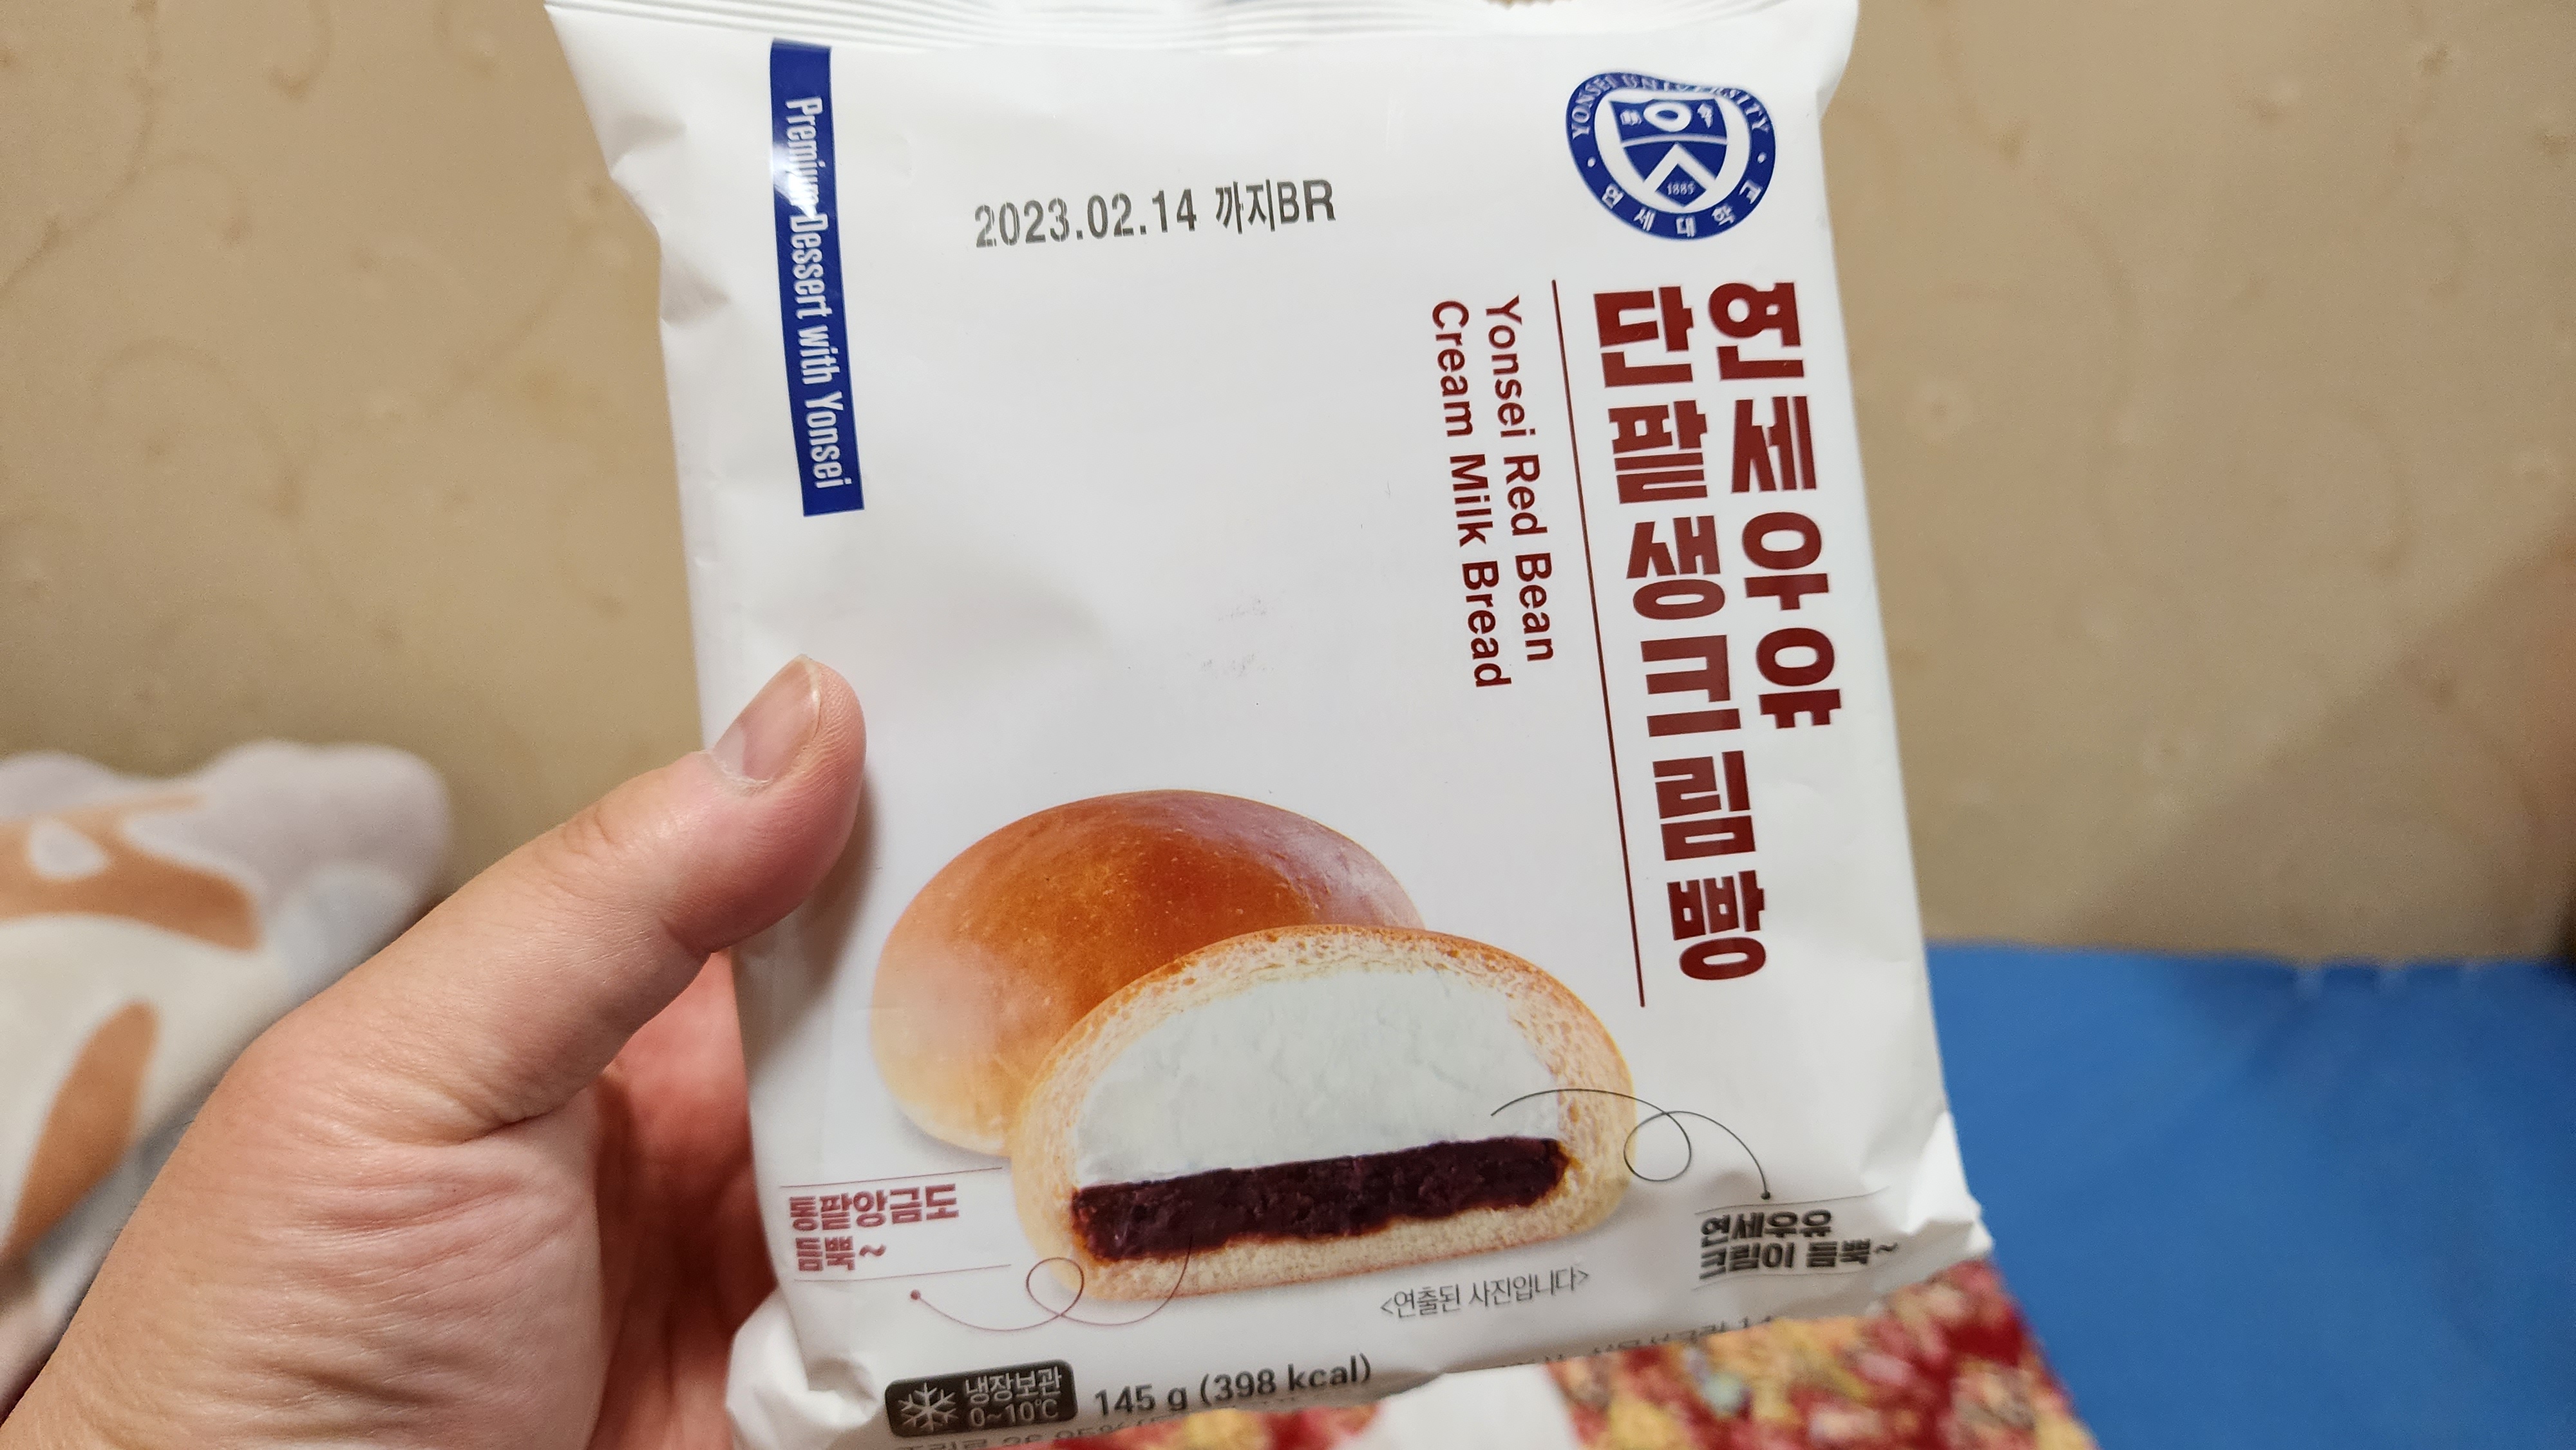 Premium Dessert with Yonsei
2023.02.14 까지BR
YONSEI UNIVERSITY
1885
연세대학교
연세아야
단팥생크림빵
Yonsei Red Bean
Cream Milk Bread
통팥앙금도
듬뿍~
연세우유
크림이 듬뿍~
<연출된 사진입니다>
냉장보관
0~10℃
145 g (398 kcal)